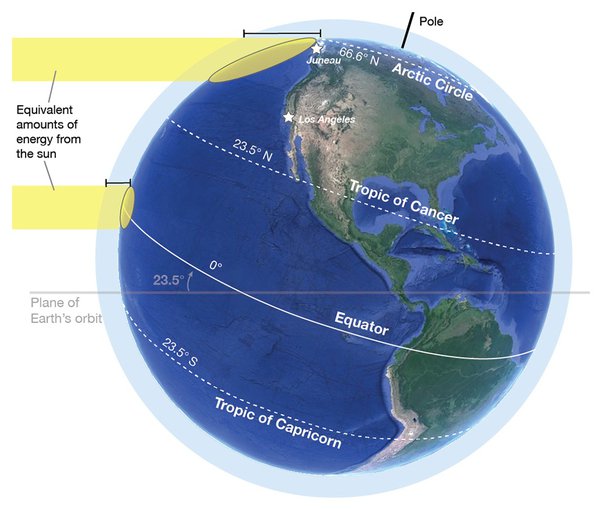 Pole
66.6° N
Arctic Circle
Juneau
Equivalent
amounts of
energy from
the sun
Los Angeles
23.5° N
Tropic of Cancer
0°
23.5°
Plane of
Earth's orbit
Equator
23.5° S
Tropic of Capricorn